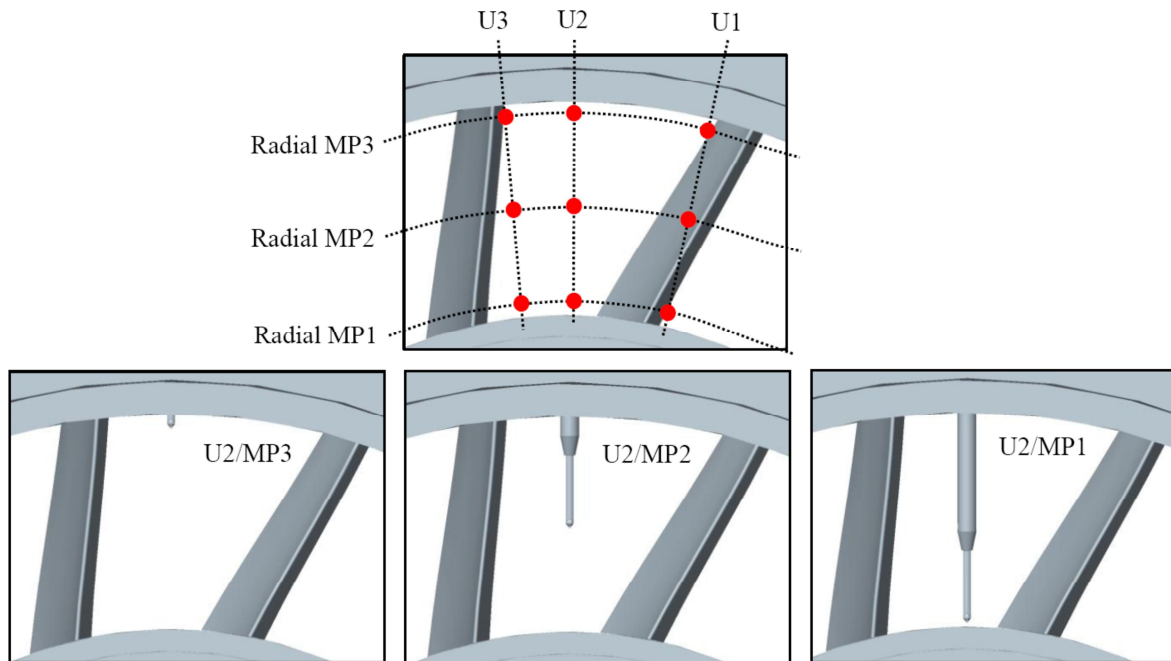 U3 U2 U1
Radial MP3
Radial MP2
Radial MP1
U2/MP3
U2/MP2
U2/MP1